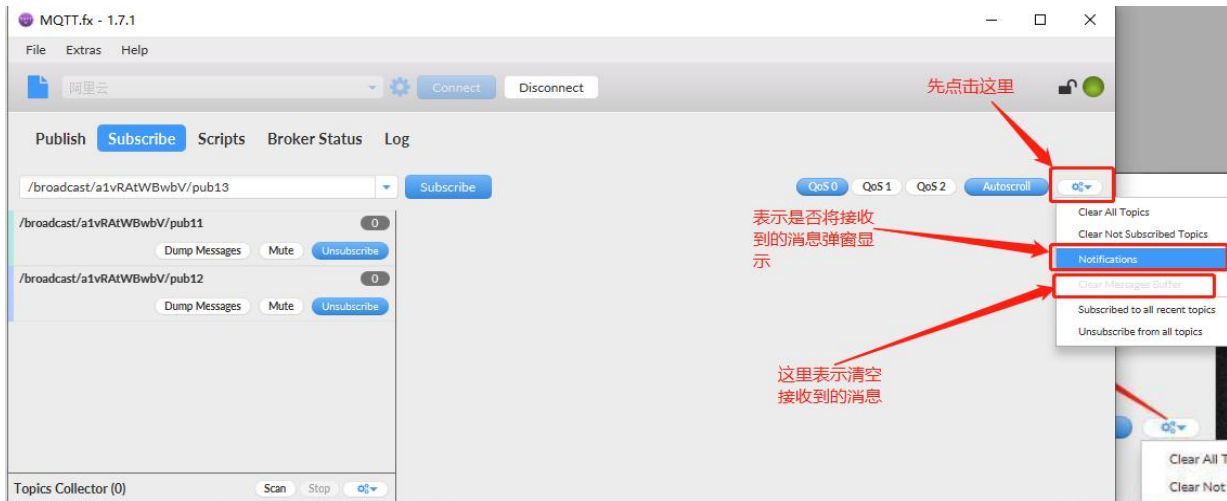 MQTT.fx - 1.7.1
File Extras Help
阿里云 Connect Disconnect
先点击这里
Publish Subscribe Scripts Broker Status Log
/broadcast/a1vRAtWBwbV/pub13 Subscribe QoS 0 QoS 1 QoS 2 Autoscroll
/broadcast/a1vRAtWBwbV/pub11 0
Dump Messages Mute Unsubscribe
/broadcast/a1vRAtWBwbV/pub12 0
Dump Messages Mute Unsubscribe
表示是否将接收
到的消息弹窗显
示
Clear All Topics
Clear Not Subscribed Topics
Notifications
Clear Messages Buffer
Subscribed to all recent topics
Unsubscribe from all topics
这里表示清空
接收到的消息
Clear All T
Clear Not
Topics Collector (0) Scan Stop